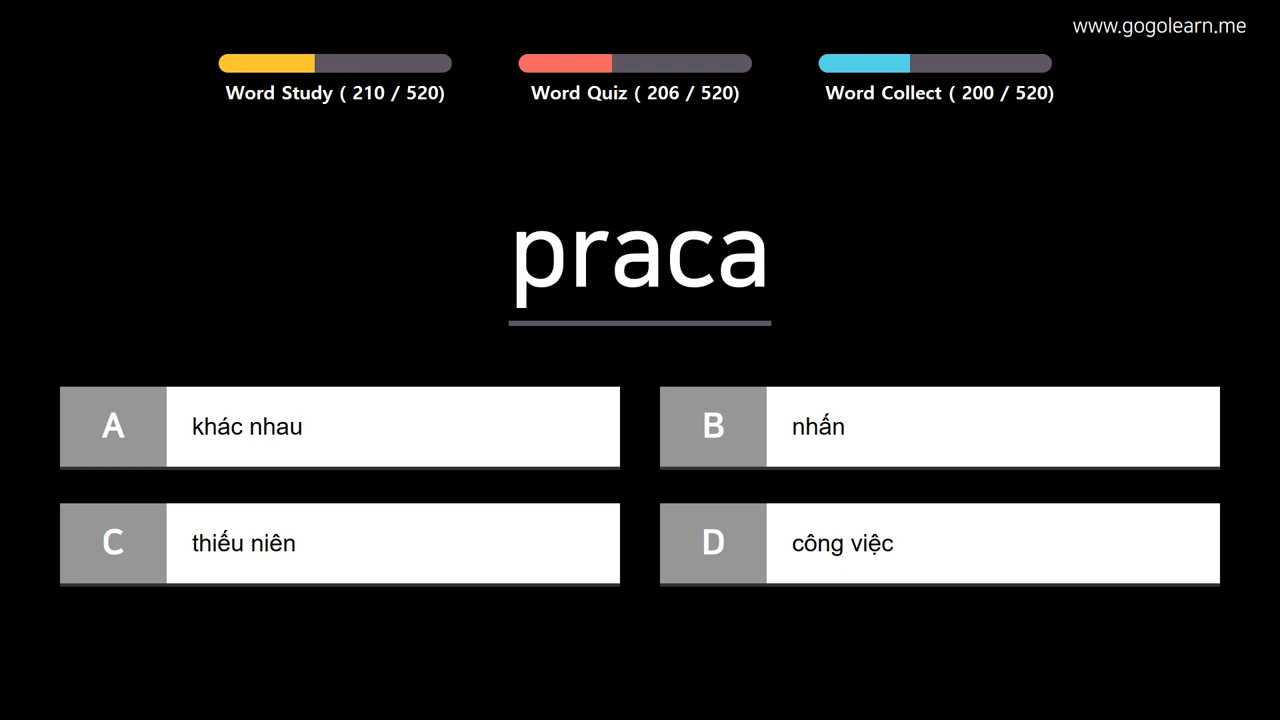 www.gogolearn.me
Word Study ( 210 / 520)
Word Quiz ( 206 / 520)
Word Collect ( 200 / 520)
praca
A khác nhau
B nhấn
C thiếu niên
D công việc